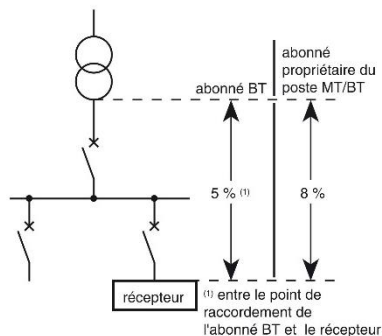 abonné
propriétaire du
poste MT/BT
abonné BT
5 % (1)
8 %
récepteur
(1) entre le point de
raccordement de
l'abonné BT et le récepteur